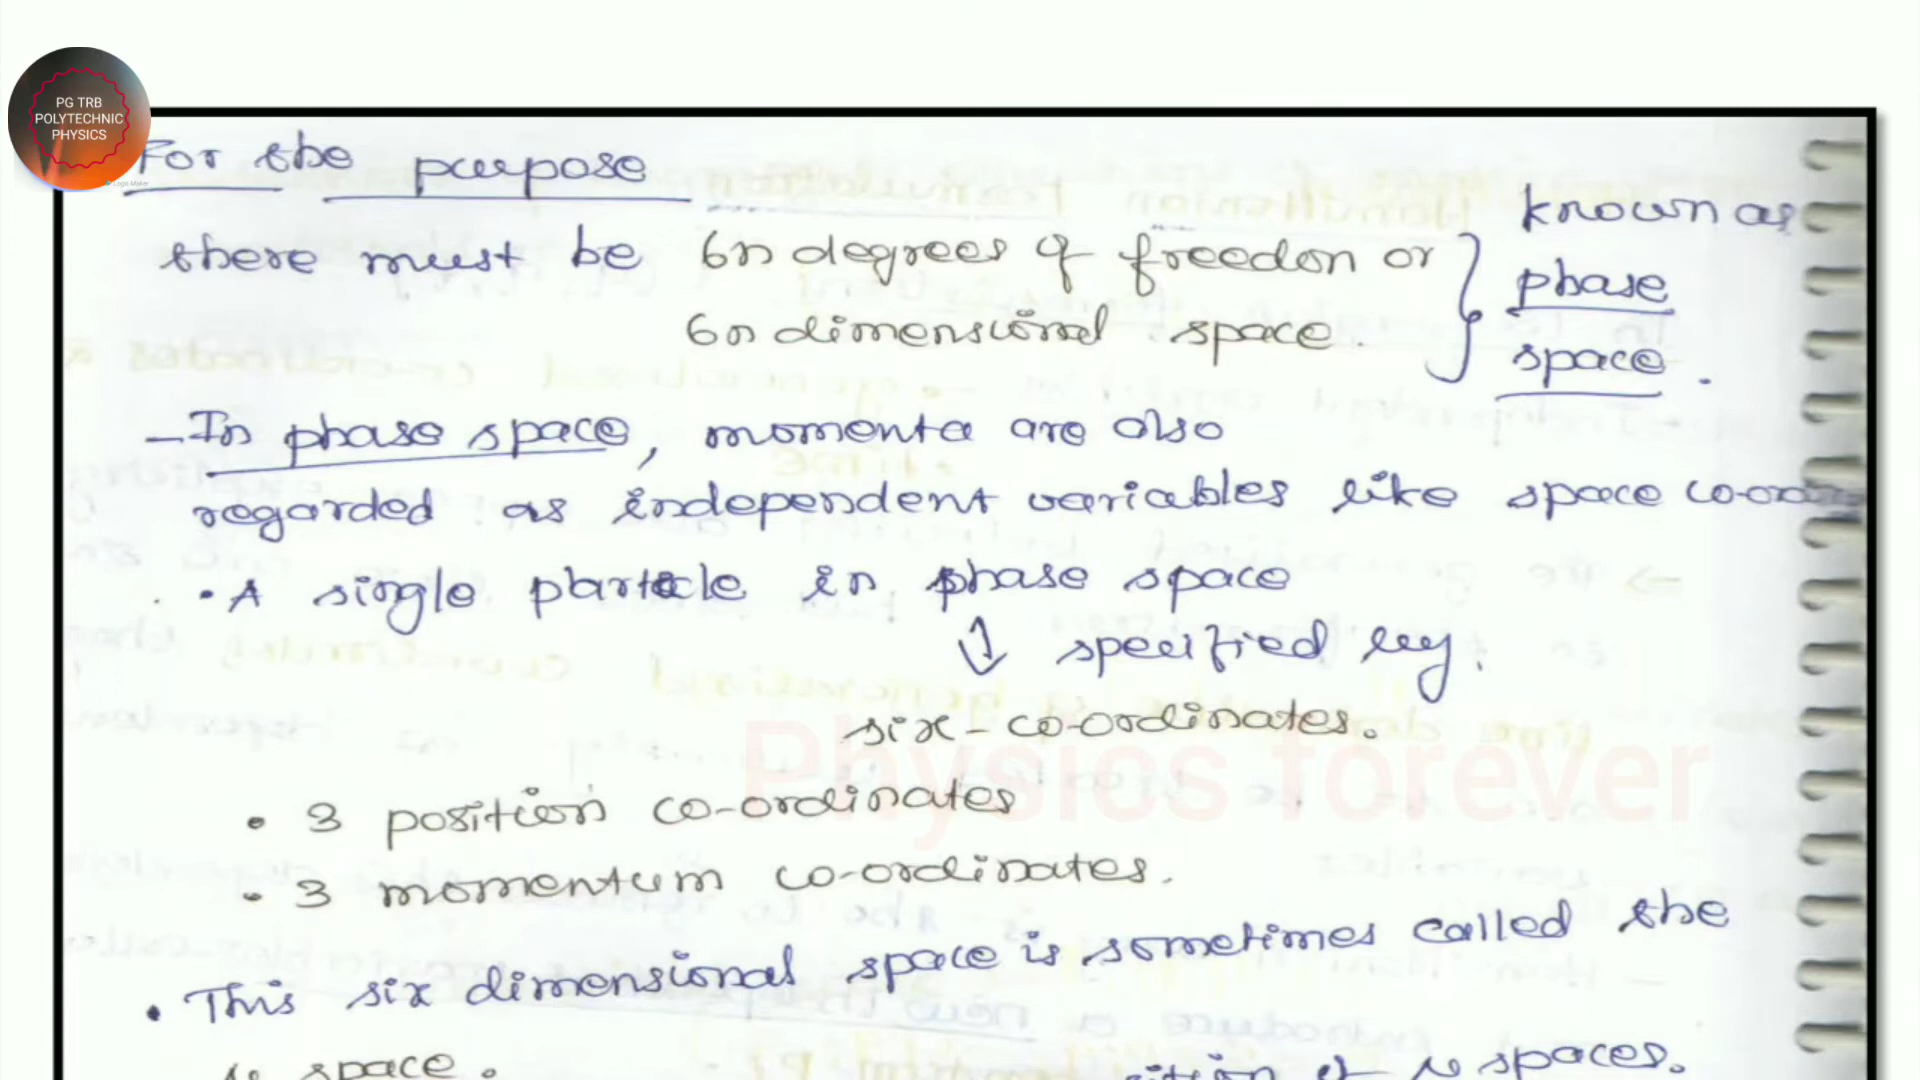 PG TRB
POLYTECHNIC
PHYSICS
For the purpose
there must be 6n degrees of freedon or
6n dimensional space.
known as
phase
space.
- In phase space, momenta are also
regarded as independent variables like space co-
• A single particle in phase space
specified by.
six-co-ordinates.
• 3 position co-ordinates
• 3 momentum co-ordinates.
• This six dimensional space is sometimes called the
μ space.
of μ spaces.
Physics forever